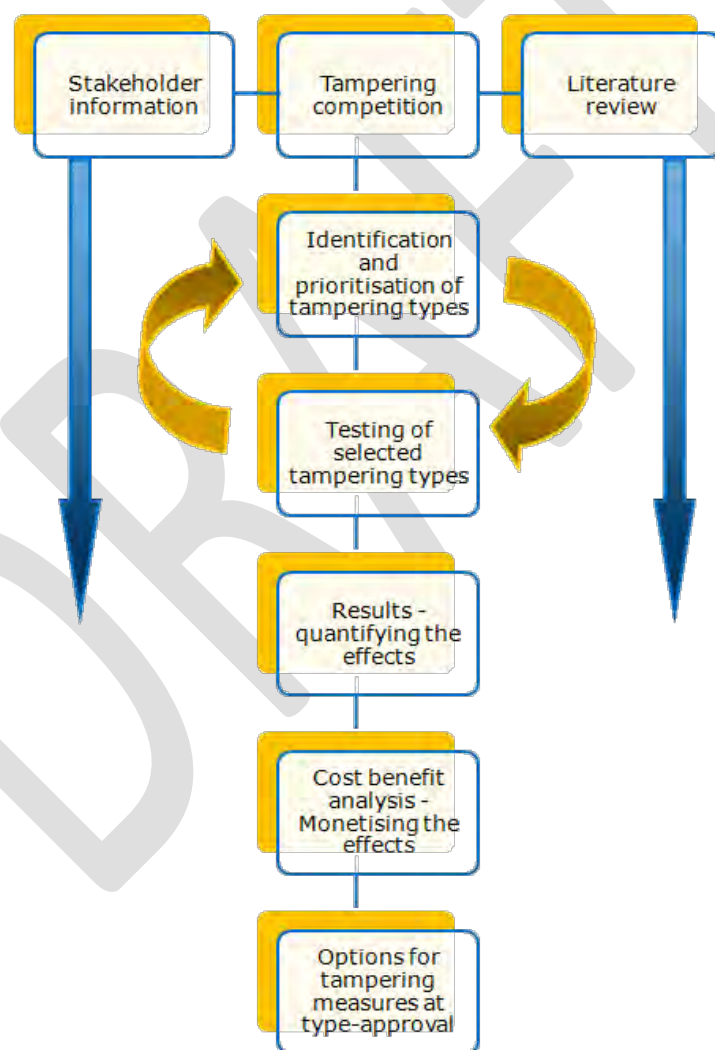 Stakeholder
information
Tampering
competition
Literature
review
Identification
and
prioritisation of
tampering types
Testing of
selected
tampering types
Results -
quantifying the
effects
Cost benefit
analysis -
Monetising the
effects
Options for
tampering
measures at
type-approval
DRAFT